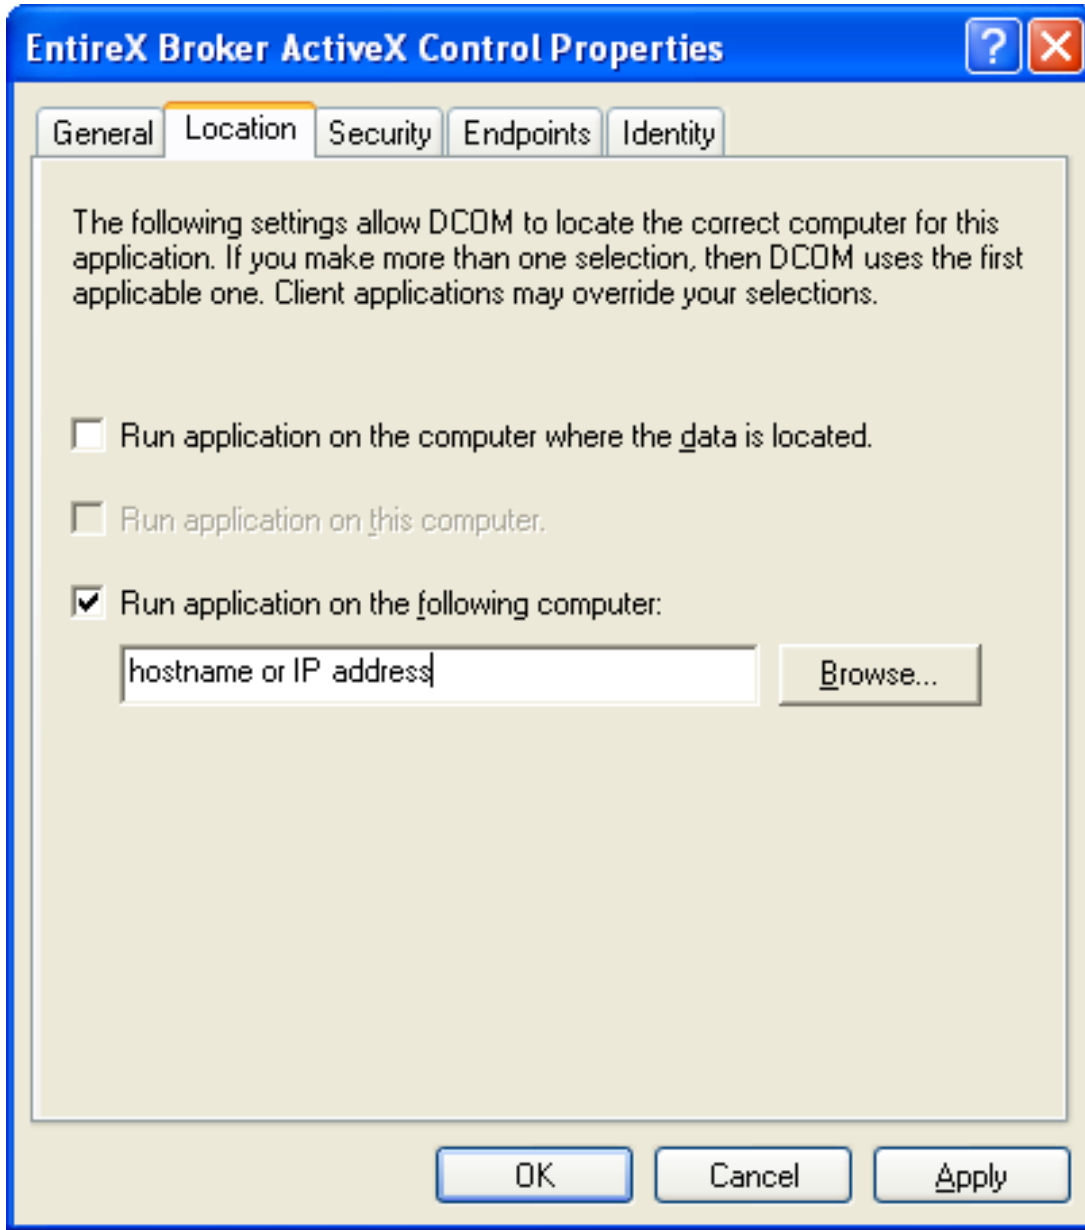 EntireX Broker ActiveX Control Properties
General Location Security Endpoints Identity
The following settings allow DCOM to locate the correct computer for this
application. If you make more than one selection, then DCOM uses the first
applicable one. Client applications may override your selections.
Run application on the computer where the data is located.
Run application on this computer.
Run application on the following computer:
hostname or IP address
Browse...
OK Cancel Apply